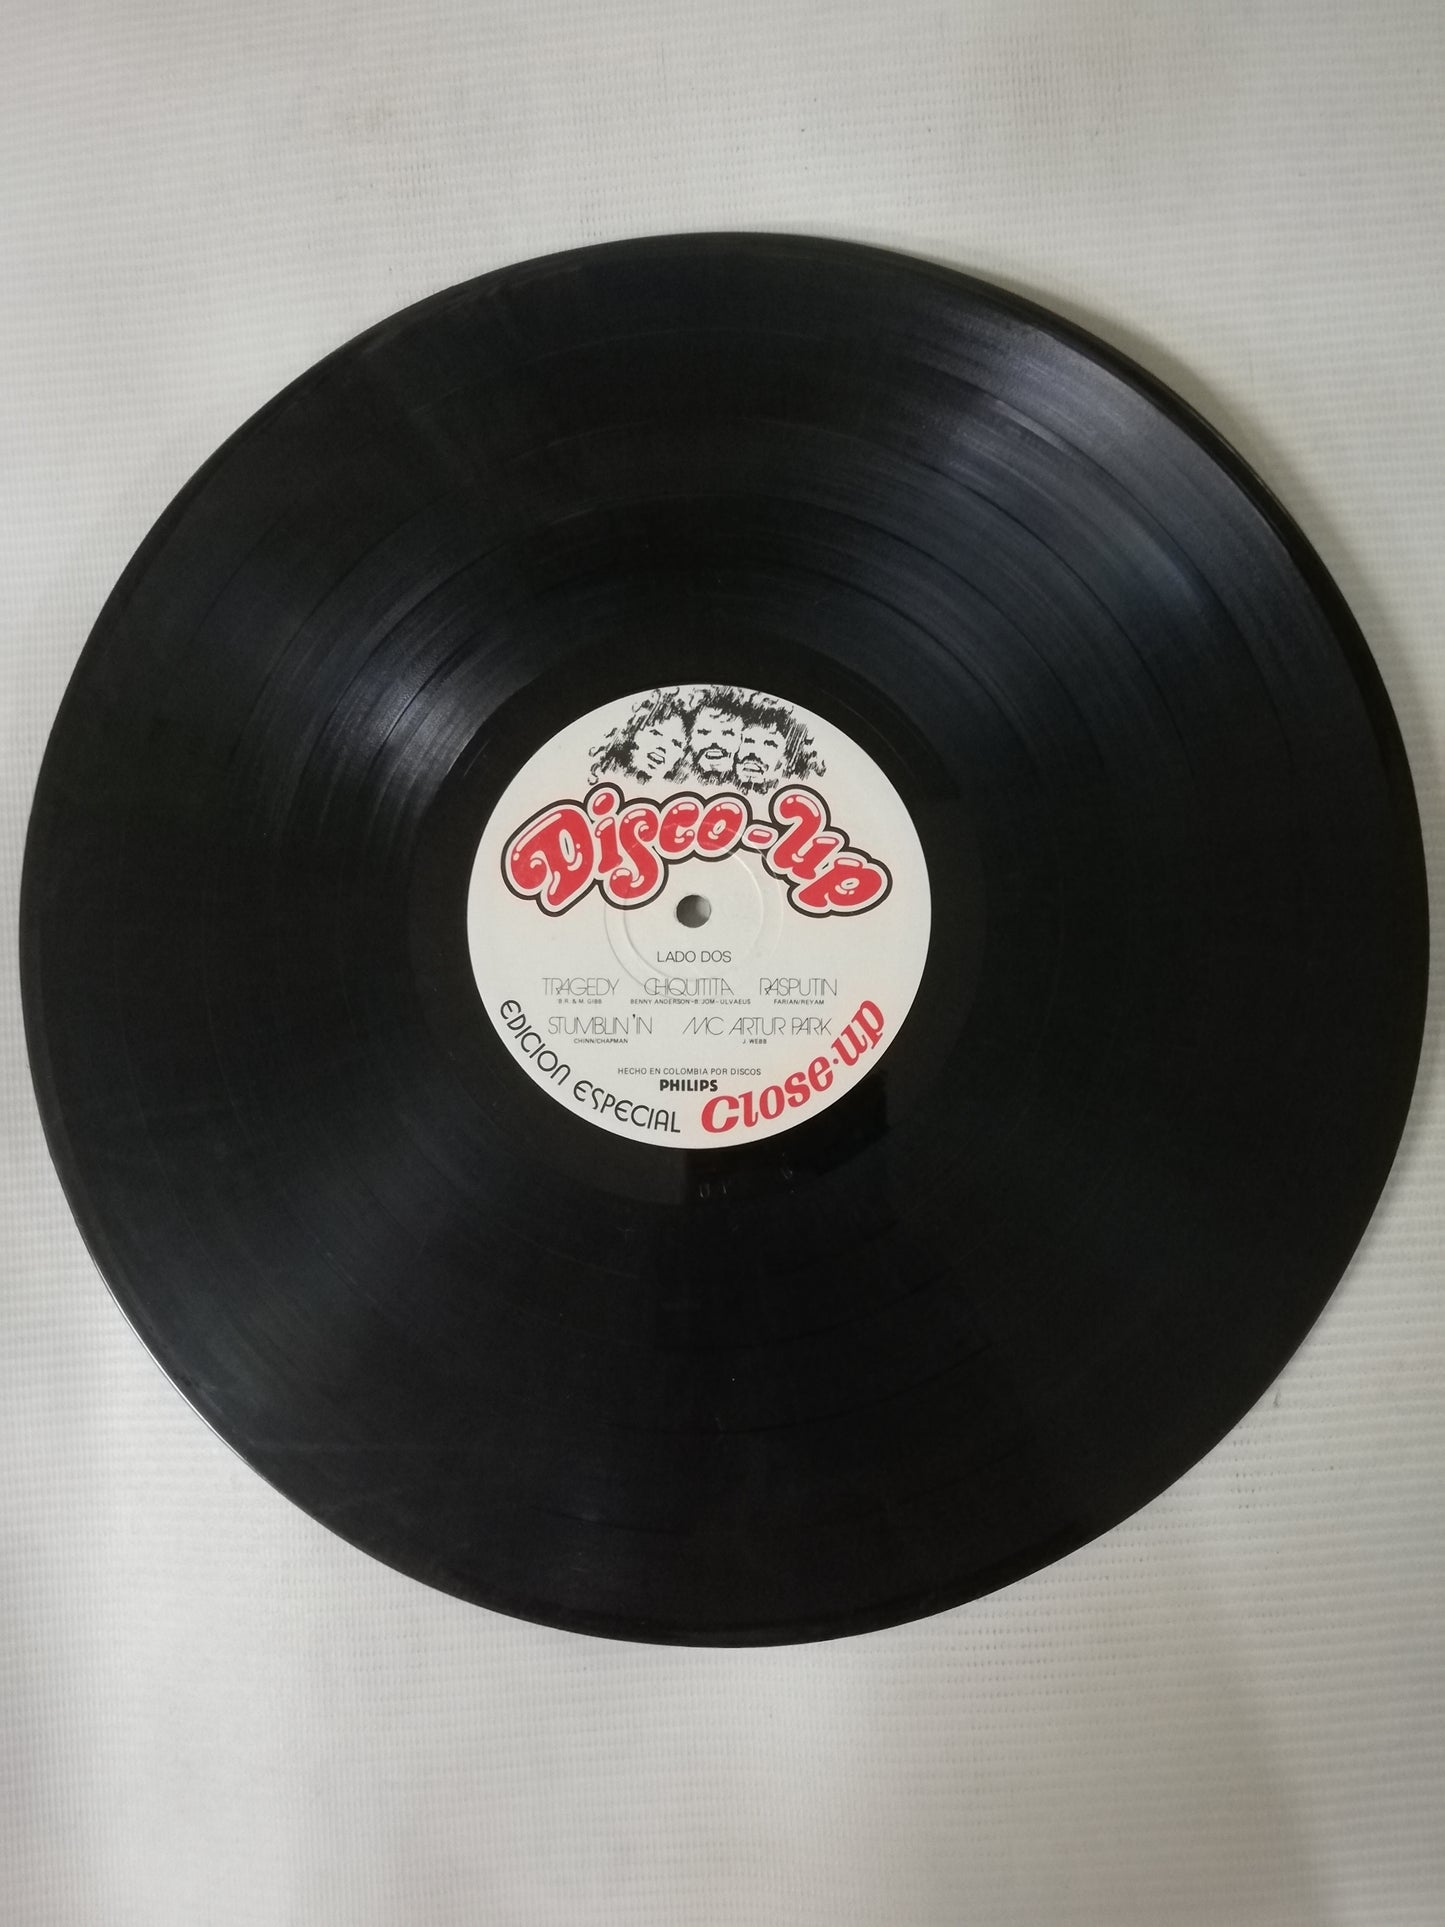 Disco-up
LADO DOS
TRAGEDY CHIQUITITA RASPUTIN
B.R. & M. GIBB BENNY ANDERSON-B. JOM-ULVAEUS FARIAN/REYAM
STUMBLIN'IN MC ARTUR PARK
CHINN/CHAPMAN J. WEBB
HECHO EN COLOMBIA POR DISCOS
PHILIPS
EDICION ESPECIAL Close-up